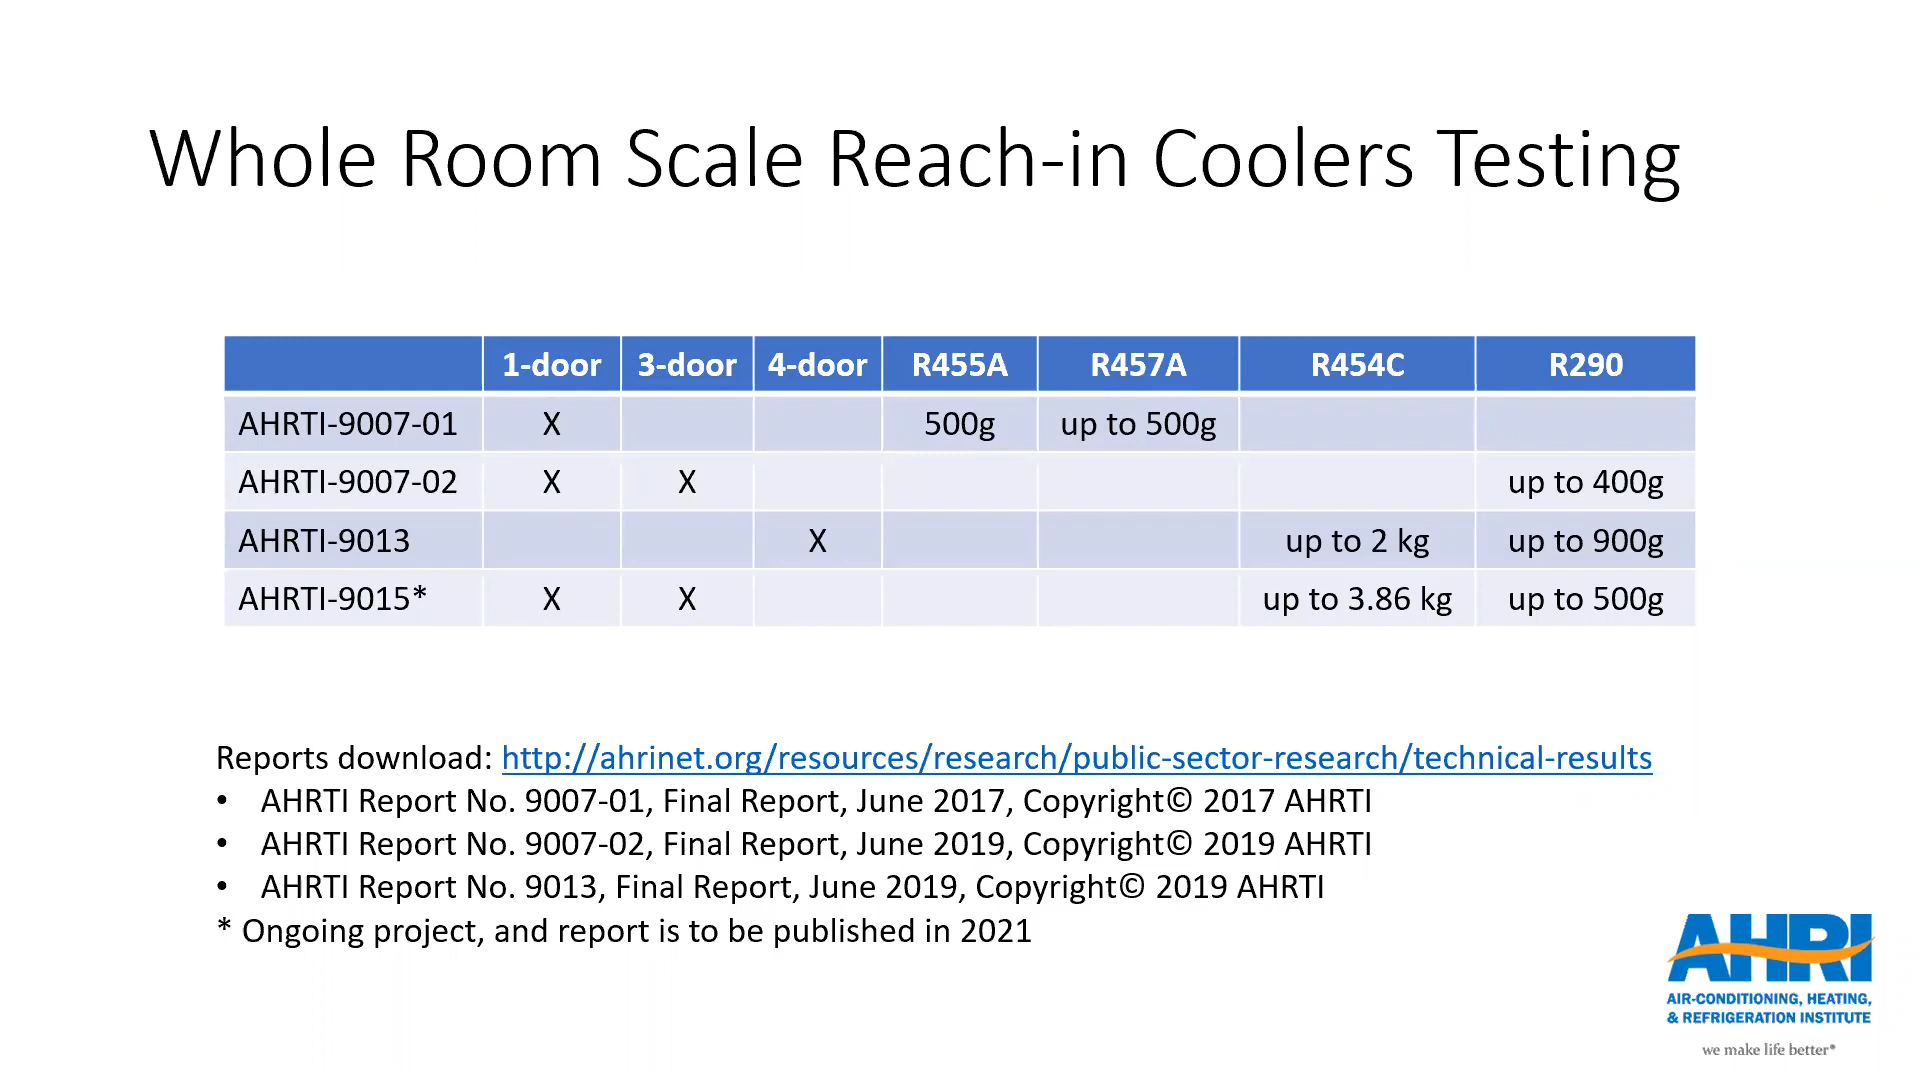 Whole Room Scale Reach-in Coolers Testing
1-door 3-door 4-door R455A R457A R454C R290
AHRTI-9007-01 X 500g up to 500g
AHRTI-9007-02 X X up to 400g
AHRTI-9013 X up to 2 kg up to 900g
AHRTI-9015* X X up to 3.86 kg up to 500g
Reports download: http://ahrinet.org/resources/research/public-sector-research/technical-results
• AHRTI Report No. 9007-01, Final Report, June 2017, Copyright© 2017 AHRTI
• AHRTI Report No. 9007-02, Final Report, June 2019, Copyright© 2019 AHRTI
• AHRTI Report No. 9013, Final Report, June 2019, Copyright© 2019 AHRTI
* Ongoing project, and report is to be published in 2021
AHRI
AIR-CONDITIONING, HEATING,
& REFRIGERATION INSTITUTE
we make life better®